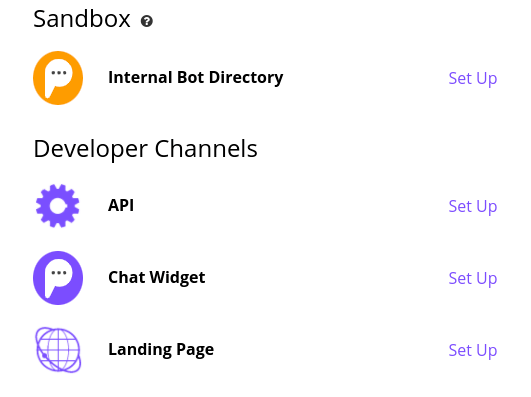 Sandbox ?
Internal Bot Directory Set Up
Developer Channels
API Set Up
Chat Widget Set Up
Landing Page Set Up